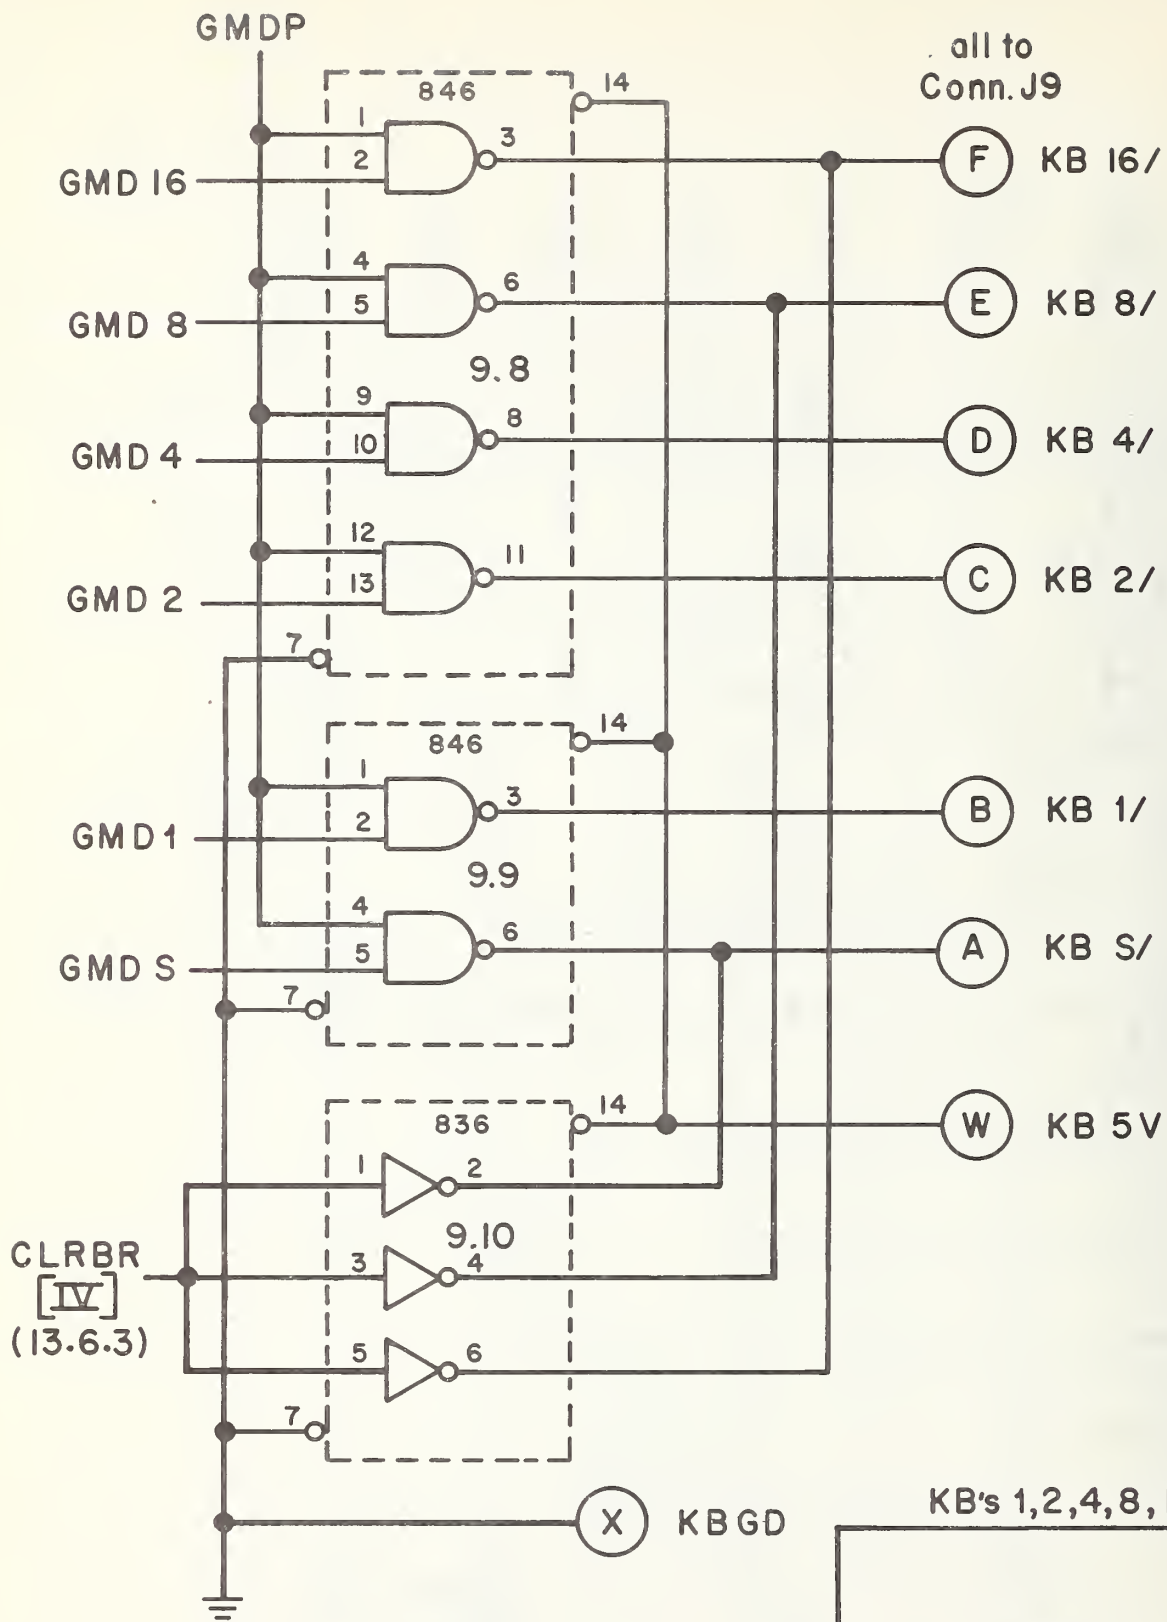 GMDP
all to
Conn. J9
846
14
1
3
2
F
KB 16/
GMD 16
4
6
5
E
KB 8/
GMD 8
9.8
9
8
10
D
KB 4/
GMD 4
12
11
13
C
KB 2/
GMD 2
7
14
846
1
3
2
B
KB 1/
GMD 1
9.9
4
6
5
A
KB S/
GMD S
7
14
836
W
KB 5V
1
2
9.10
CLRBR
3
4
[IV]
(13.6.3)
5
6
7
KB's 1,2,4,8,
X
KBGD